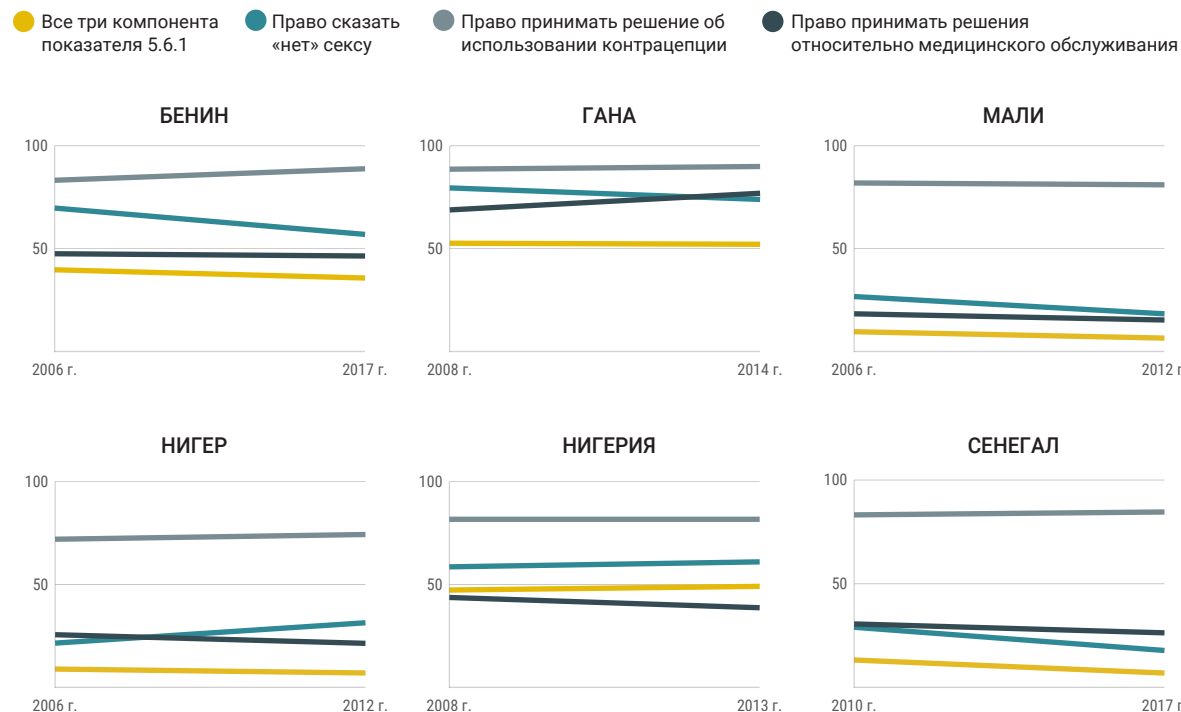 Все три компонента
показателя 5.6.1
Право сказать
«нет» сексу
Право принимать решение об
использовании контрацепции
Право принимать решения
относительно медицинского обслуживания
БЕНИН
100
50
2006 г.
2017 г.
ГАНА
100
50
2008 г.
2014 г.
МАЛИ
100
50
2006 г.
2012 г
НИГЕР
100
50
2006 г.
2012 г.
НИГЕРИЯ
100
50
2008 г.
2013 г.
СЕНЕГАЛ
100
50
2010 г.
2017 г